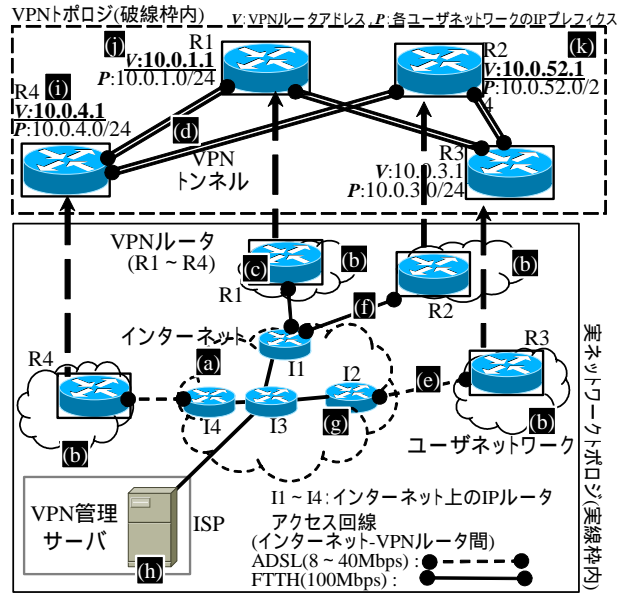 VPNトポロジ(破線枠内)
V:VPNルータアドレス, P:各ユーザネットワークのIPプレフィクス
(j)
R1
V:10.0.1.1
P:10.0.1.0/24
R2
(k)
V:10.0.52.1
P:10.0.52.0/2
4
R4
(i)
V:10.0.4.1
P:10.0.4.0/24
(d)
VPN
トンネル
R3
V:10.0.3.1
P:10.0.3.0/24
VPNルータ
(R1~R4)
(c)
(b)
R1
(b)
R2
(f)
インターネット
I1
R4
(a)
I4
I3
I2
(g)
(e)
R3
(b)
(b)
ユーザネットワーク
実ネットワークトポロジ(実線枠内)
VPN管理
サーバ
ISP
(h)
I1~I4:インターネット上のIPルータ
アクセス回線
(インターネット-VPNルータ間)
ADSL(8~40Mbps):
FTTH(100Mbps):